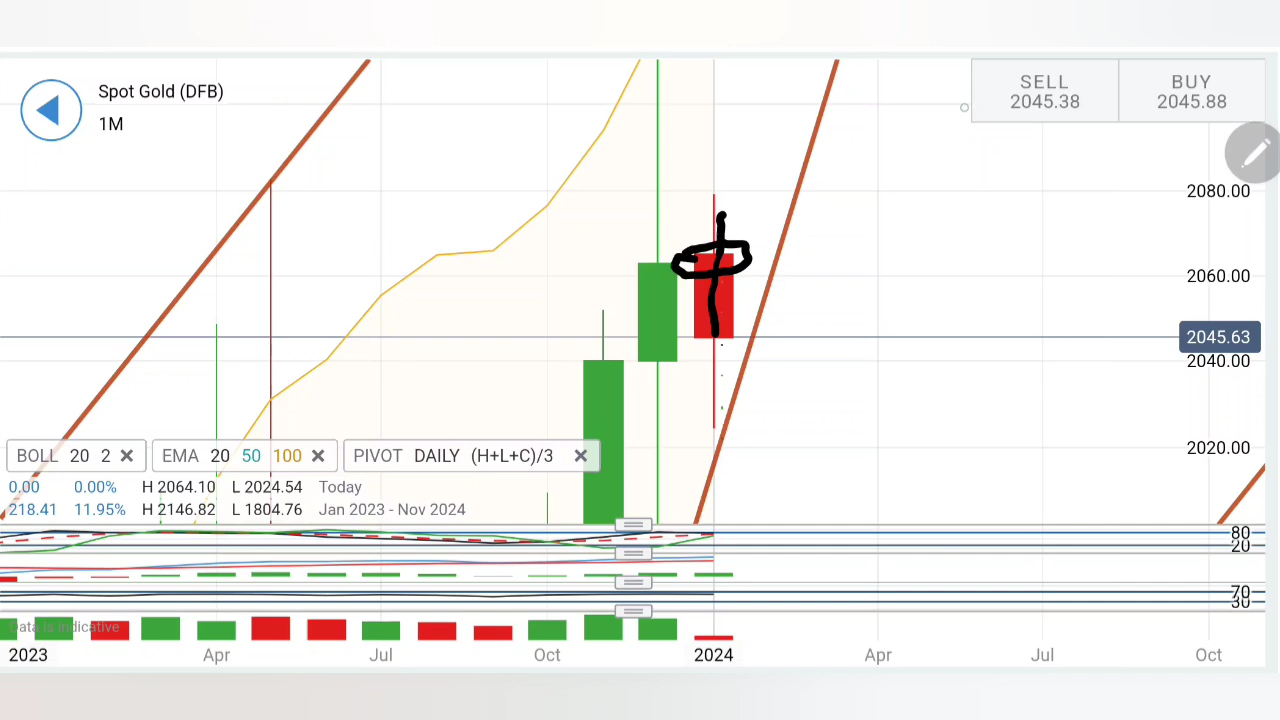 Spot Gold (DFB)
1M
SELL
2045.38
BUY
2045.88
2080.00
2060.00
2045.63
2040.00
2020.00
BOLL 20 2 ×
EMA 20 50 100 ×
PIVOT DAILY (H+L+C)/3 ×
0.00 0.00% H 2064.10 L 2024.54 Today
218.41 11.95% H 2146.82 L 1804.76 Jan 2023 - Nov 2024
80
20
70
30
Data is indicative
2023 Apr Jul Oct 2024 Apr Jul Oct